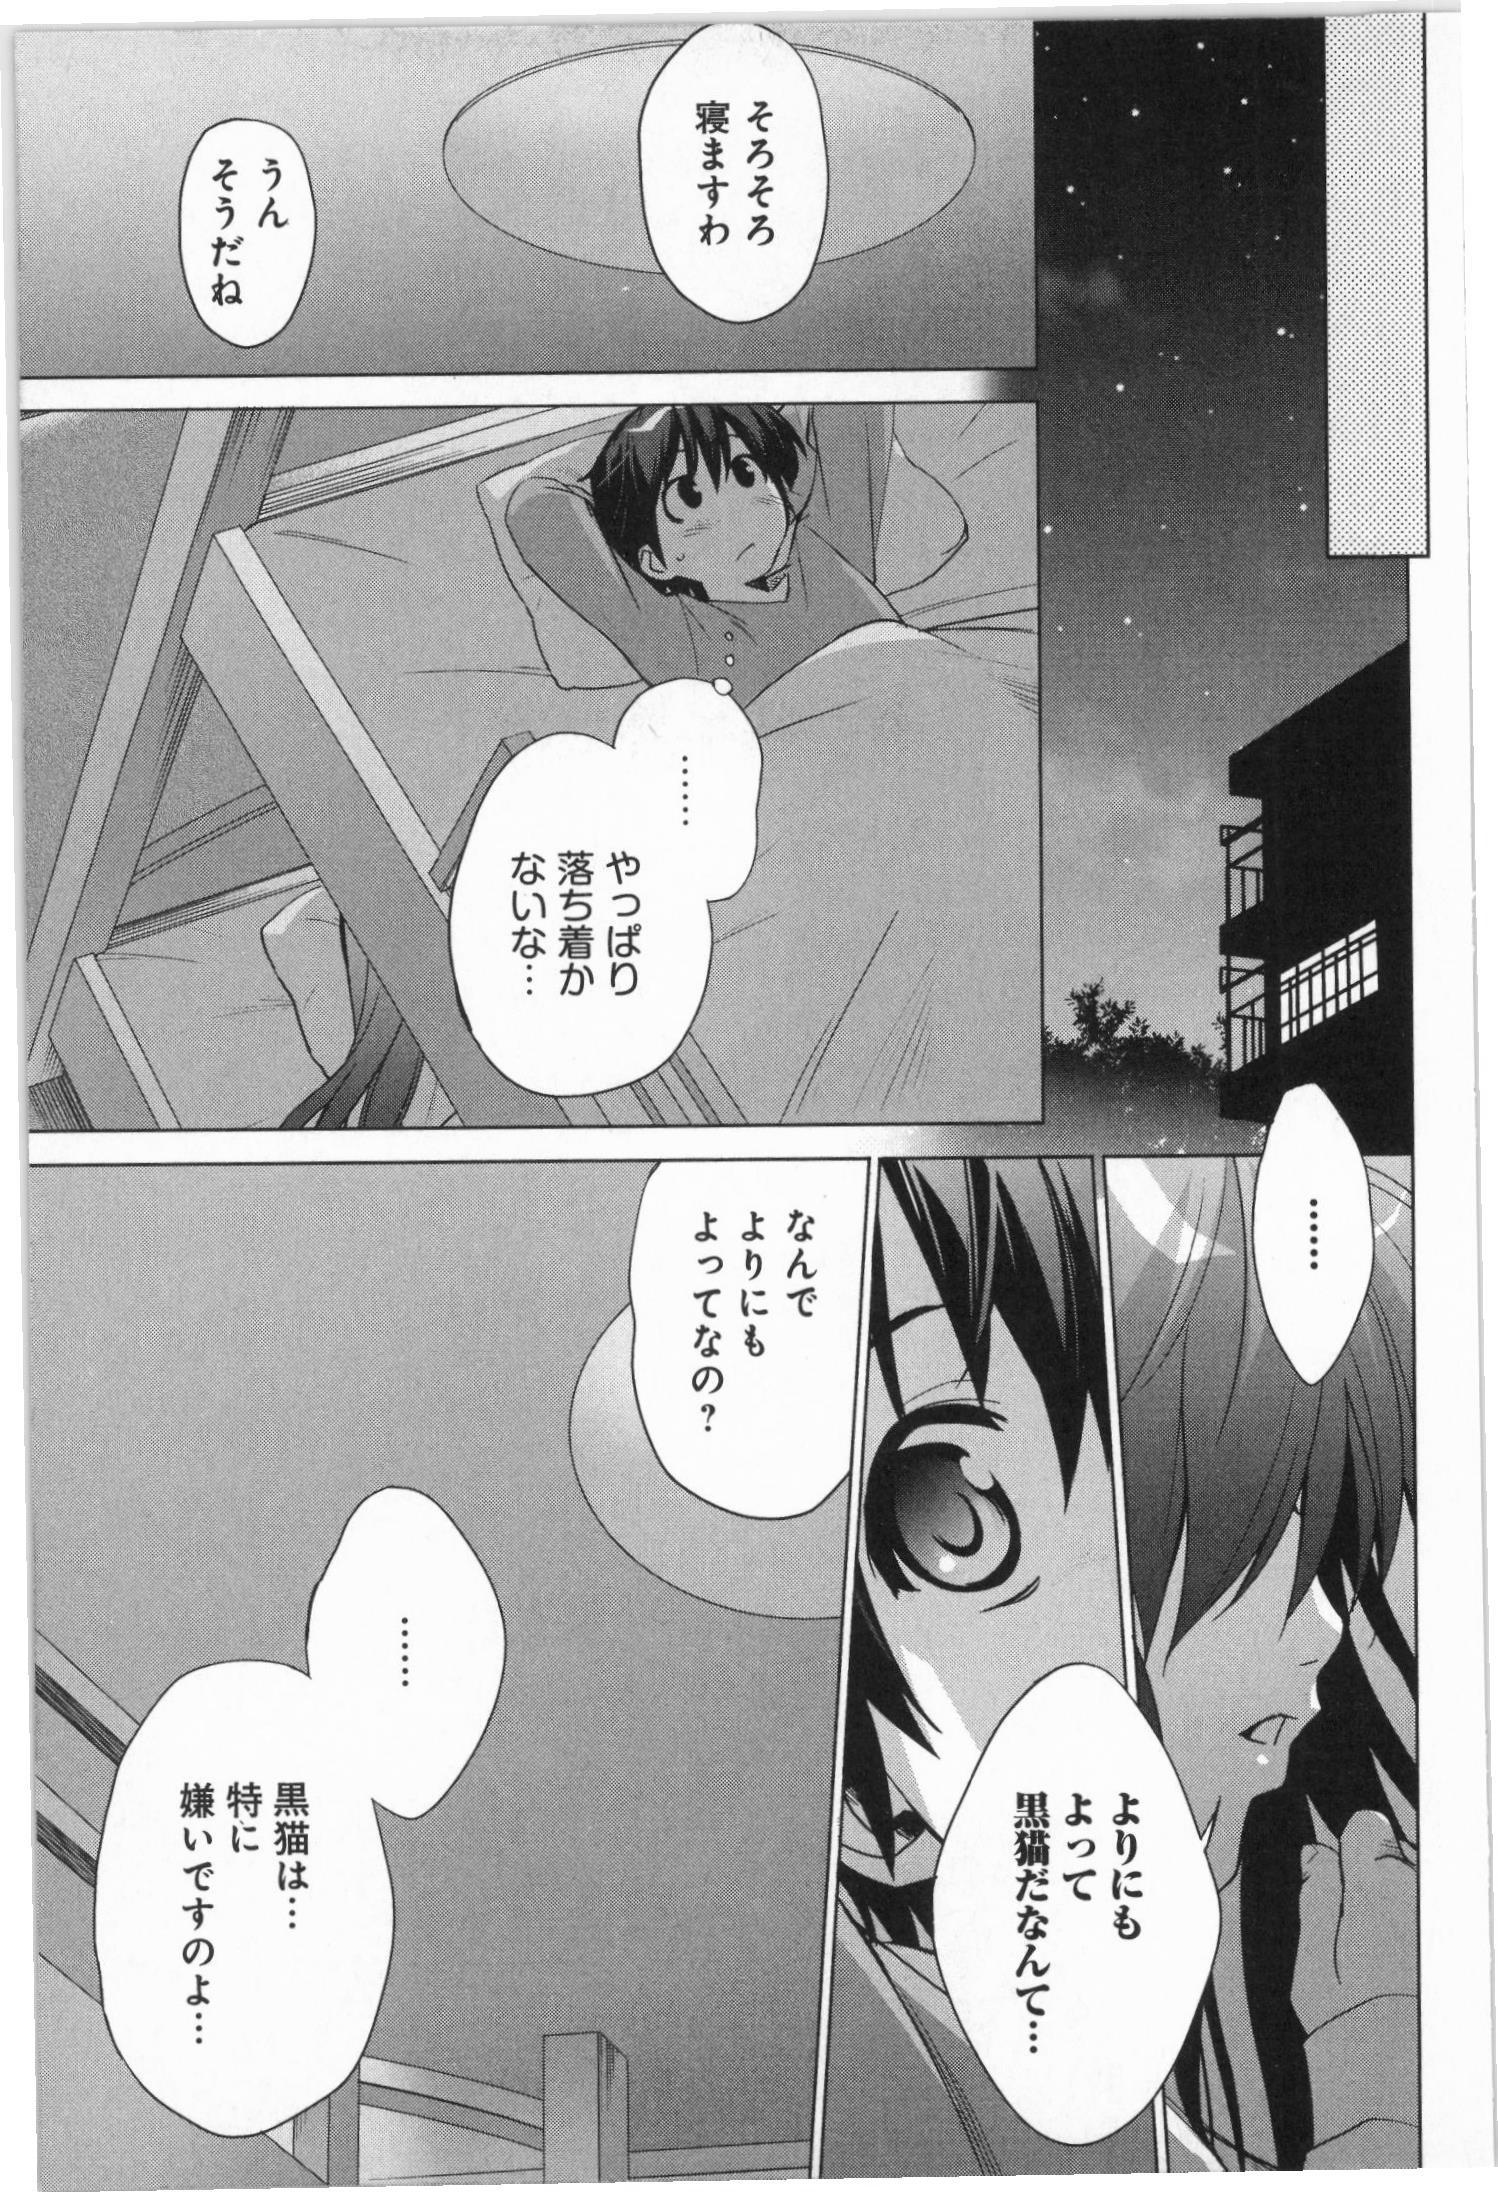 そろそろ
寝ますわ
うん
そうだね
……
やっぱり
落ち着か
ないな…
……
よりにも
よって
黒猫だなんて…
なんで
よりにも
よってなの？
……
黒猫は…
特に
嫌いですのよ…